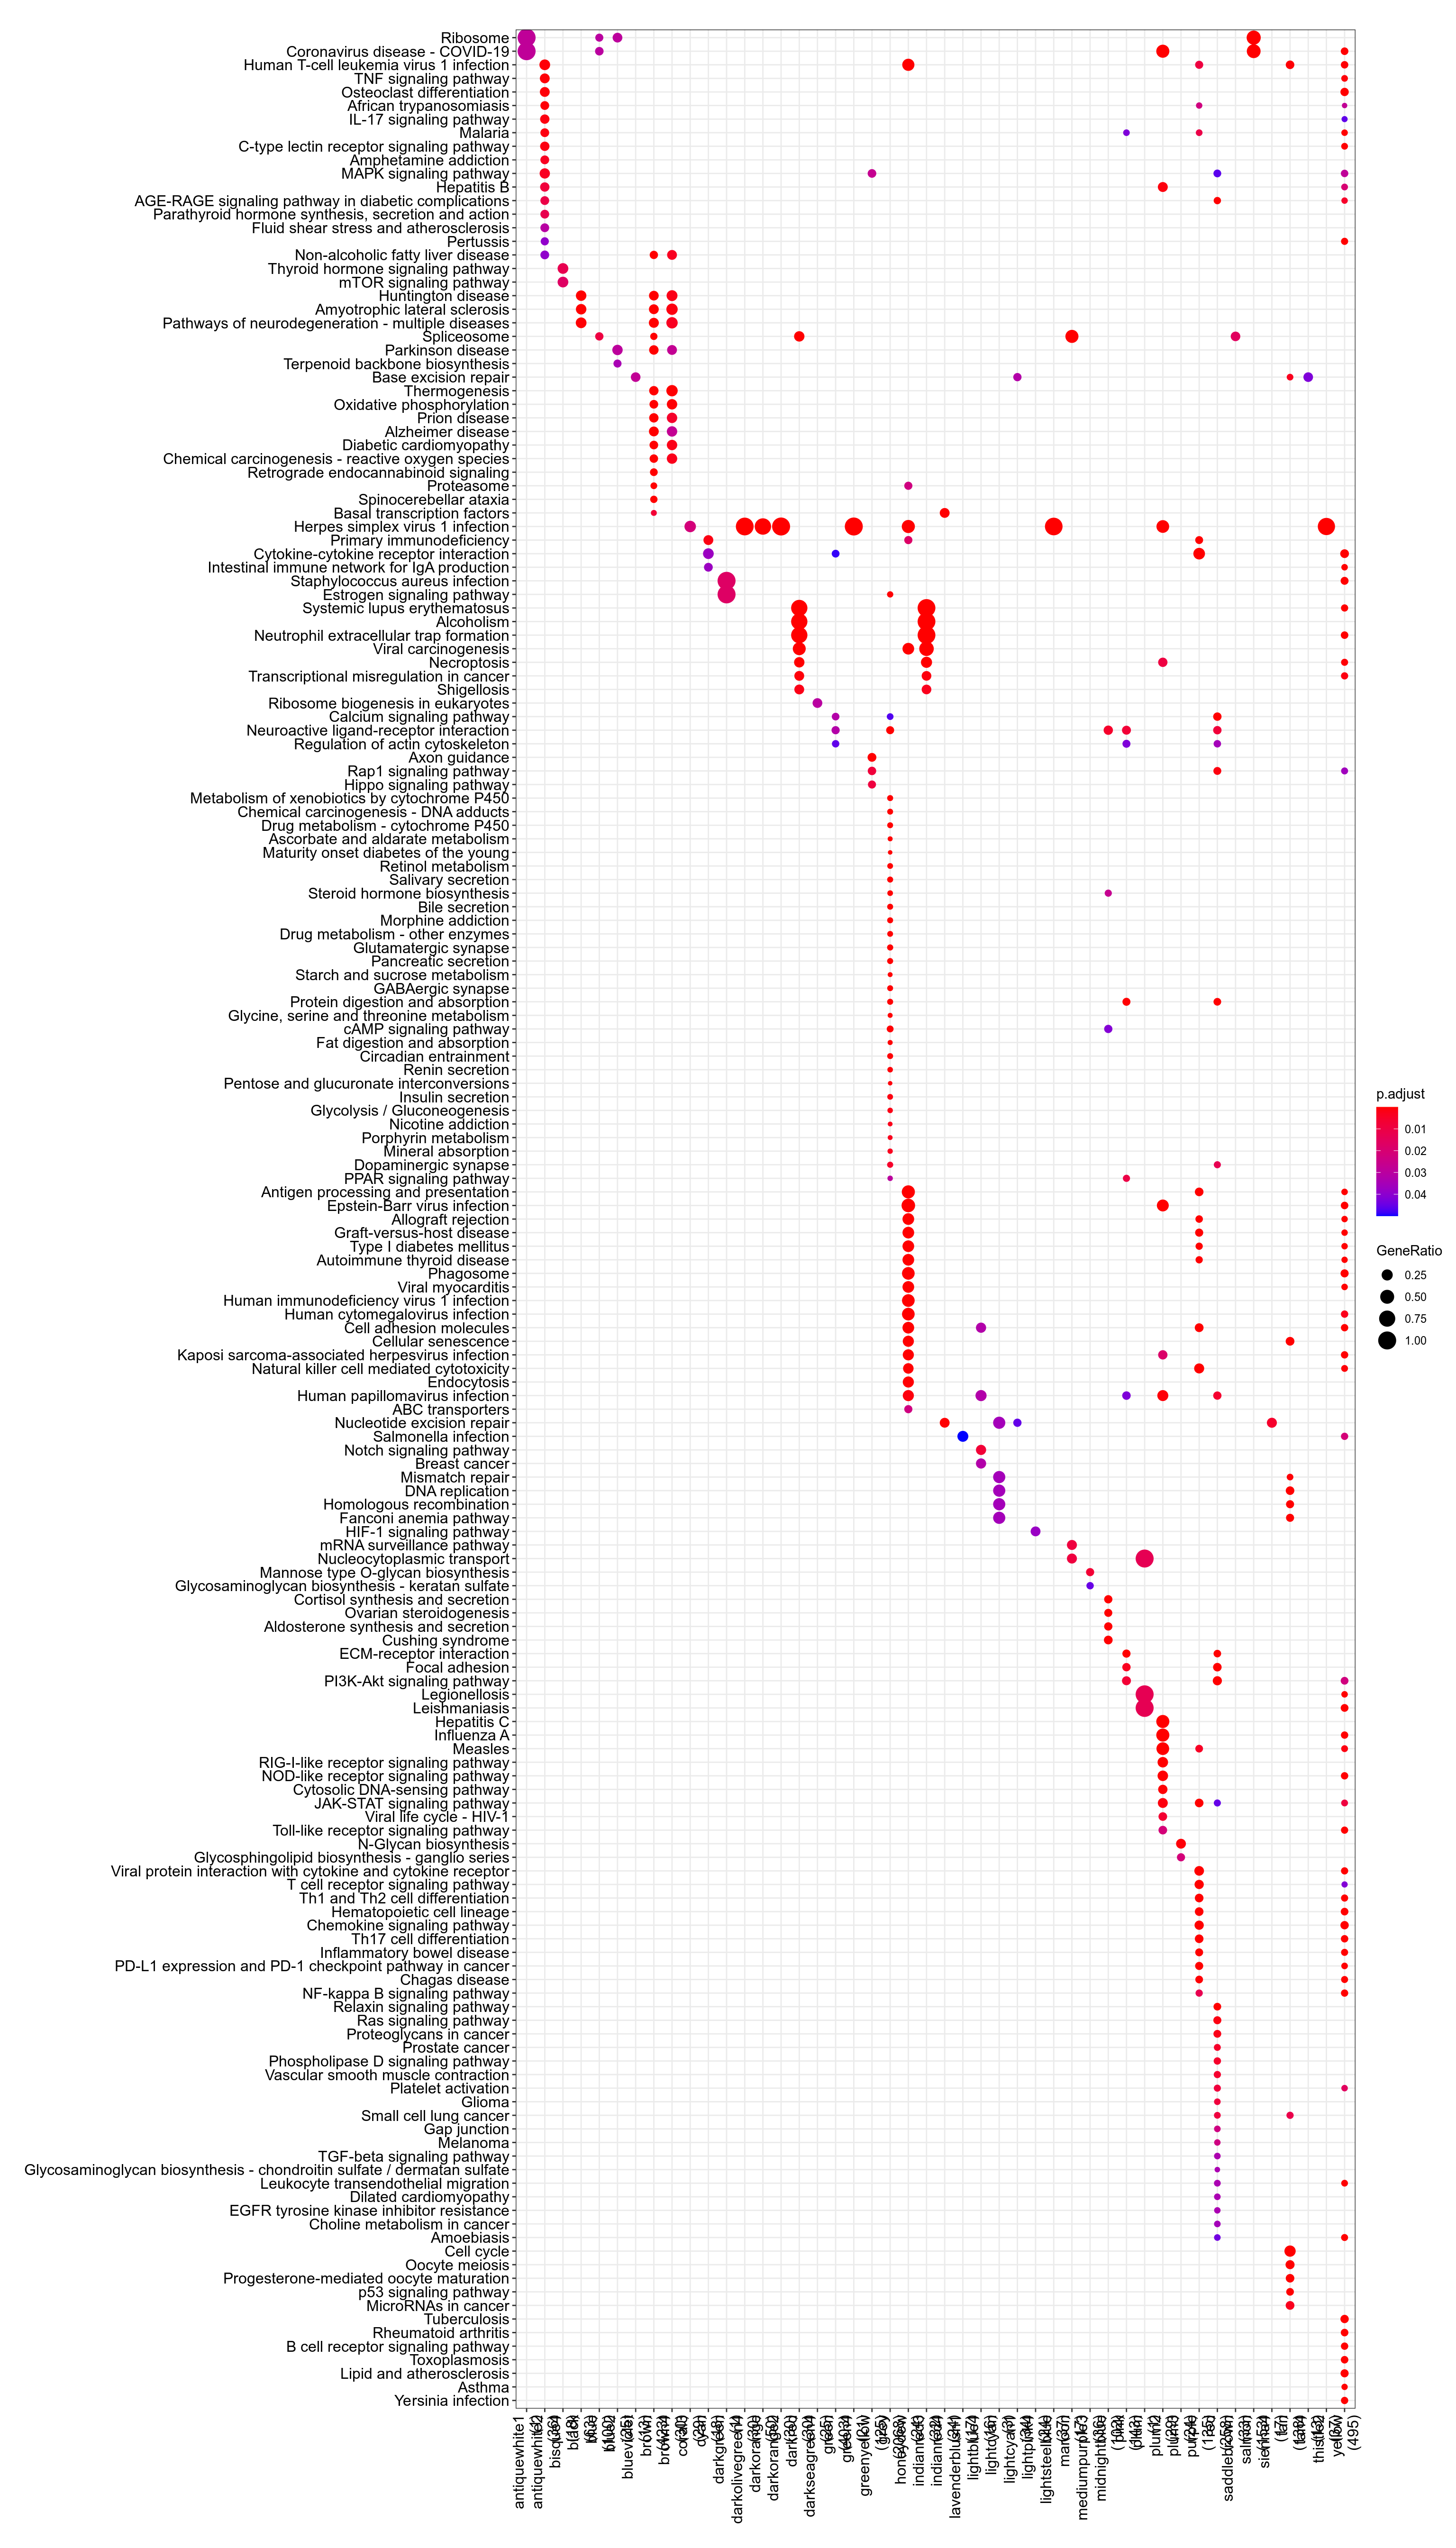 Ribosome
Coronavirus disease - COVID-19
Human T-cell leukemia virus 1 infection
TNF signaling pathway
Osteoclast differentiation
African trypanosomiasis
IL-17 signaling pathway
Malaria
C-type lectin receptor signaling pathway
Amphetamine addiction
MAPK signaling pathway
Hepatitis B
AGE-RAGE signaling pathway in diabetic complications
Parathyroid hormone synthesis, secretion and action
Fluid shear stress and atherosclerosis
Pertussis
Non-alcoholic fatty liver disease
Thyroid hormone signaling pathway
mTOR signaling pathway
Huntington disease
Amyotrophic lateral sclerosis
Pathways of neurodegeneration - multiple diseases
Spliceosome
Parkinson disease
Terpenoid backbone biosynthesis
Base excision repair
Thermogenesis
Oxidative phosphorylation
Prion disease
Alzheimer disease
Diabetic cardiomyopathy
Chemical carcinogenesis - reactive oxygen species
Retrograde endocannabinoid signaling
Proteasome
Spinocerebellar ataxia
Basal transcription factors
Herpes simplex virus 1 infection
Primary immunodeficiency
Cytokine-cytokine receptor interaction
Intestinal immune network for IgA production
Staphylococcus aureus infection
Estrogen signaling pathway
Systemic lupus erythematosus
Alcoholism
Neutrophil extracellular trap formation
Viral carcinogenesis
Necroptosis
Transcriptional misregulation in cancer
Shigellosis
Ribosome biogenesis in eukaryotes
Calcium signaling pathway
Neuroactive ligand-receptor interaction
Regulation of actin cytoskeleton
Axon guidance
Rap1 signaling pathway
Hippo signaling pathway
Metabolism of xenobiotics by cytochrome P450
Chemical carcinogenesis - DNA adducts
Drug metabolism - cytochrome P450
Ascorbate and aldarate metabolism
Maturity onset diabetes of the young
Retinol metabolism
Salivary secretion
Steroid hormone biosynthesis
Bile secretion
Morphine addiction
Drug metabolism - other enzymes
Glutamatergic synapse
Pancreatic secretion
Starch and sucrose metabolism
GABAergic synapse
Protein digestion and absorption
Glycine, serine and threonine metabolism
cAMP signaling pathway
Fat digestion and absorption
Circadian entrainment
Renin secretion
Pentose and glucuronate interconversions
Insulin secretion
Glycolysis / Gluconeogenesis
Nicotine addiction
Porphyrin metabolism
Mineral absorption
Dopaminergic synapse
PPAR signaling pathway
Antigen processing and presentation
Epstein-Barr virus infection
Allograft rejection
Graft-versus-host disease
Type I diabetes mellitus
Autoimmune thyroid disease
Phagosome
Viral myocarditis
Human immunodeficiency virus 1 infection
Human cytomegalovirus infection
Cell adhesion molecules
Cellular senescence
Kaposi sarcoma-associated herpesvirus infection
Natural killer cell mediated cytotoxicity
Endocytosis
Human papillomavirus infection
ABC transporters
Nucleotide excision repair
Salmonella infection
Notch signaling pathway
Breast cancer
Mismatch repair
DNA replication
Homologous recombination
Fanconi anemia pathway
HIF-1 signaling pathway
mRNA surveillance pathway
Nucleocytoplasmic transport
Mannose type O-glycan biosynthesis
Glycosaminoglycan biosynthesis - keratan sulfate
Cortisol synthesis and secretion
Ovarian steroidogenesis
Aldosterone synthesis and secretion
Cushing syndrome
ECM-receptor interaction
Focal adhesion
PI3K-Akt signaling pathway
Legionellosis
Leishmaniasis
Hepatitis C
Influenza A
Measles
RIG-I-like receptor signaling pathway
NOD-like receptor signaling pathway
Cytosolic DNA-sensing pathway
JAK-STAT signaling pathway
Viral life cycle - HIV-1
Toll-like receptor signaling pathway
N-Glycan biosynthesis
Glycosphingolipid biosynthesis - ganglio series
Viral protein interaction with cytokine and cytokine receptor
T cell receptor signaling pathway
Th1 and Th2 cell differentiation
Hematopoietic cell lineage
Chemokine signaling pathway
Th17 cell differentiation
Inflammatory bowel disease
PD-L1 expression and PD-1 checkpoint pathway in cancer
Chagas disease
NF-kappa B signaling pathway
Relaxin signaling pathway
Ras signaling pathway
Proteoglycans in cancer
Prostate cancer
Phospholipase D signaling pathway
Vascular smooth muscle contraction
Platelet activation
Glioma
Small cell lung cancer
Gap junction
Melanoma
TGF-beta signaling pathway
Glycosaminoglycan biosynthesis - chondroitin sulfate / dermatan sulfate
Leukocyte transendothelial migration
Dilated cardiomyopathy
EGFR tyrosine kinase inhibitor resistance
Choline metabolism in cancer
Amoebiasis
Cell cycle
Oocyte meiosis
Progesterone-mediated oocyte maturation
p53 signaling pathway
MicroRNAs in cancer
Tuberculosis
Rheumatoid arthritis
B cell receptor signaling pathway
Toxoplasmosis
Lipid and atherosclerosis
Asthma
Yersinia infection
antiquewhite1
antiquewhite2
bisque4
black
brown
cyan
darkgreen
darkolivegreen4
darkorange
darkred
green
greenyellow
grey
lavenderblush1
lightcyan1
lightsteelblue
maroon
mediumpurple3
midnightblue
plum2
purple
saddlebrown
salmon
yellow
(495)
p.adjust
0.01
0.02
0.03
0.04
GeneRatio
0.25
0.50
0.75
1.00